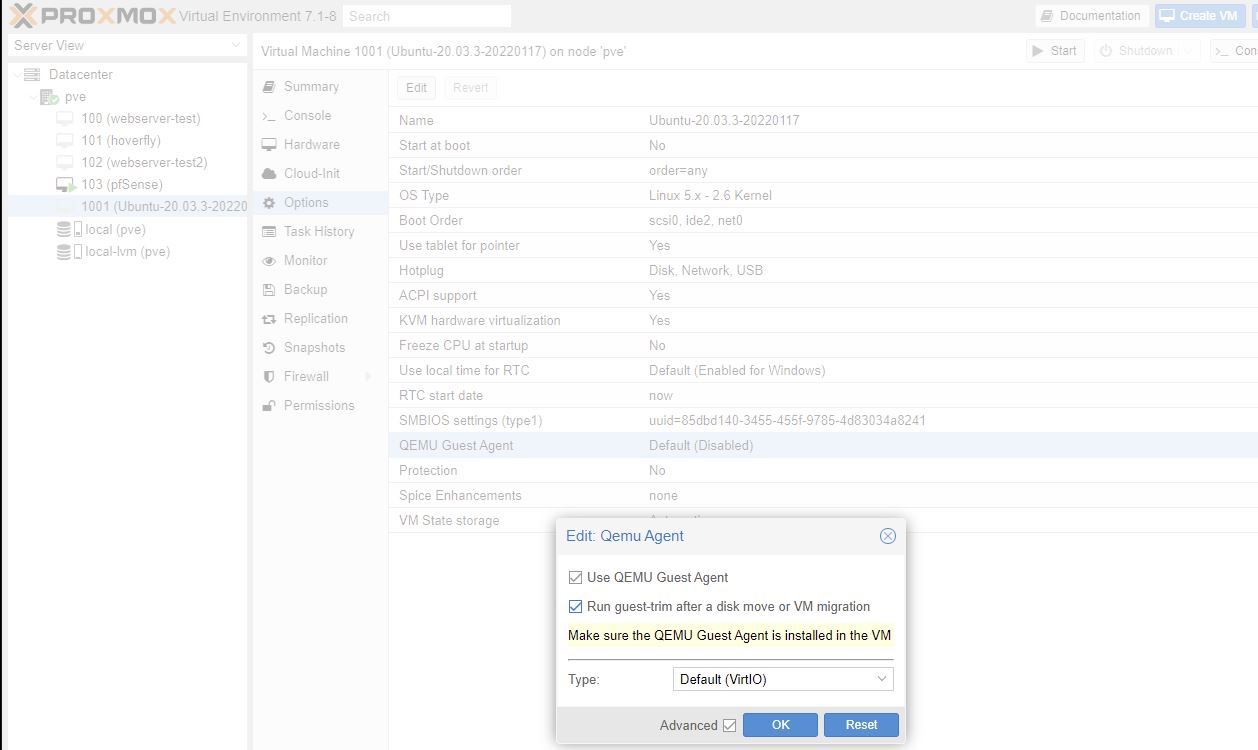 PROXMOX Virtual Environment 7.1-8 Search Documentation Create VM
Server View
Virtual Machine 1001 (Ubuntu-20.03.3-20220117) on node 'pve' Start Shutdown >_ Con
Datacenter
pve
100 (webserver-test)
101 (hoverfly)
102 (webserver-test2)
103 (pfSense)
1001 (Ubuntu-20.03.3-20220
local (pve)
local-lvm (pve)
Summary
Console
Hardware
Cloud-Init
Options
Task History
Monitor
Backup
Replication
Snapshots
Firewall
Permissions
Edit Revert
Name Ubuntu-20.03.3-20220117
Start at boot No
Start/Shutdown order order=any
OS Type Linux 5.x - 2.6 Kernel
Boot Order scsi0, ide2, net0
Use tablet for pointer Yes
Hotplug Disk, Network, USB
ACPI support Yes
KVM hardware virtualization Yes
Freeze CPU at startup No
Use local time for RTC Default (Enabled for Windows)
RTC start date now
SMBIOS settings (type1) uuid=85dbd140-3455-455f-9785-4d83034a8241
QEMU Guest Agent Default (Disabled)
Protection No
Spice Enhancements none
VM State storage
Edit: Qemu Agent
Use QEMU Guest Agent
Run guest-trim after a disk move or VM migration
Make sure the QEMU Guest Agent is installed in the VM
Type: Default (VirtIO)
Advanced OK Reset